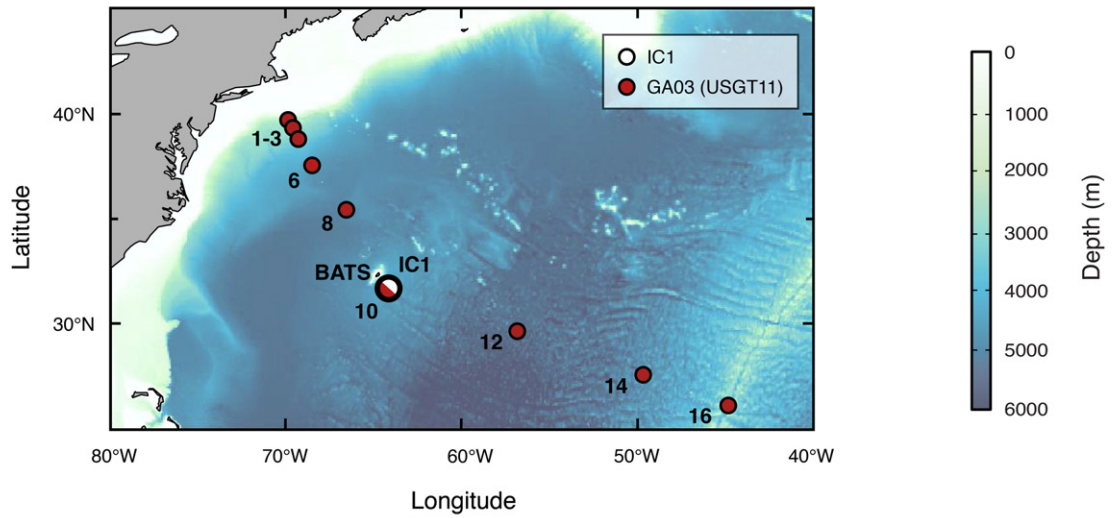 IC1
GA03 (USGT11)
0
1000
2000
3000
4000
5000
6000
Depth (m)
40°N
30°N
Latitude
1-3
6
8
BATS
IC1
10
12
14
16
80°W
70°W
60°W
50°W
40°W
Longitude